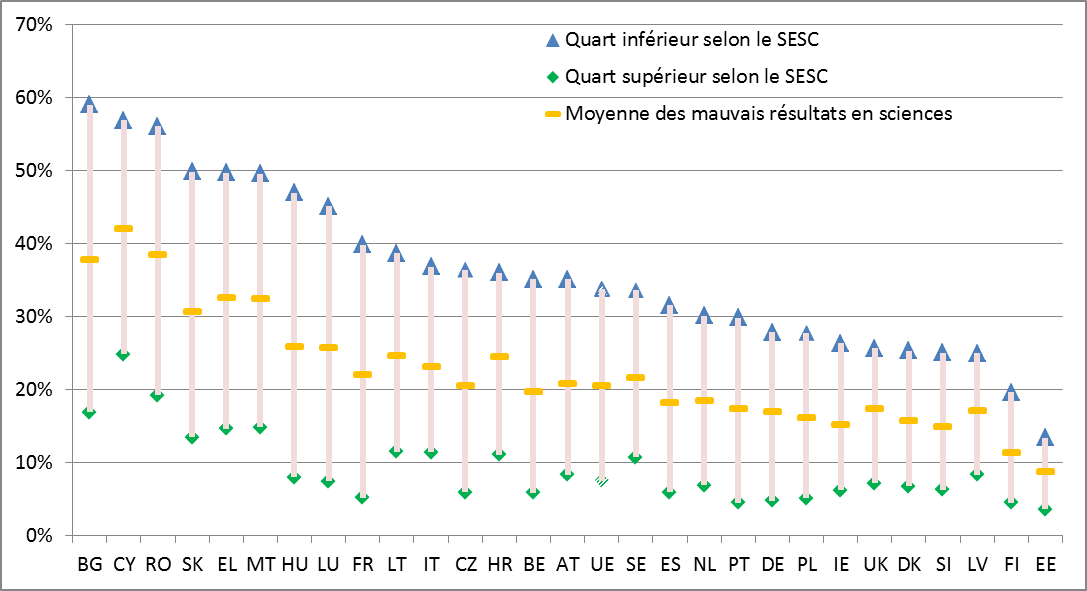 70%
60%
50%
40%
30%
20%
10%
0%
Quart inférieur selon le SESC
Quart supérieur selon le SESC
Moyenne des mauvais résultats en sciences
BG CY RO SK EL MT HU LU FR LT IT CZ HR BE AT UE SE ES NL PT DE PL IE UK DK SI LV FI EE